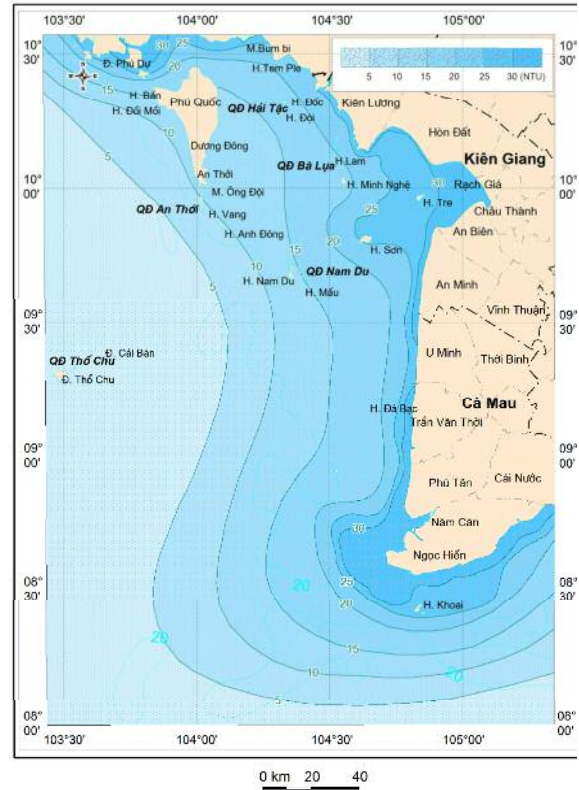 103°30' 104°00' 104°30' 105°00'
10°
30'
10°
00'
09°
30'
09°
00'
08°
30'
08°
00'
10°
30'
10°
00'
09°
30'
09°
00'
08°
30'
08°
00'
5 10 15 20 25 30 (NTU)
30
25
20
15
10
5
Đ. Phú Dự
M.Bum bi
H.Tem Pie
H. Bần
H. Đồi Mồi
Phú Quốc
QĐ Hải Tặc
H. Đốc
H. Đội
Kiên Lương
Hòn Đất
Kiên Giang
Dương Đông
QĐ Bà Lụa
H.Lam
An Thới
H. Minh Nghệ
30
Rạch Giá
M. Ông Đội
H. Tre
QĐ An Thới
H. Vang
Châu Thành
25
An Biên
H. Anh Đông
20
15
H. Sơn
10
QĐ Nam Du
5
H. Nam Du
H. Mấu
An Minh
Vĩnh Thuận
Đ. Cái Bàn
QĐ Thổ Chu
Đ. Thổ Chu
U Minh
Thới Bình
H. Đá Bạc
Cà Mau
Trần Văn Thời
Phú Tân
Cái Nước
Năm Căn
30
Ngọc Hiển
25
20
20
H. Khoai
15
20
10
20
5
103°30' 104°00' 104°30' 105°00'
0 km 20 40